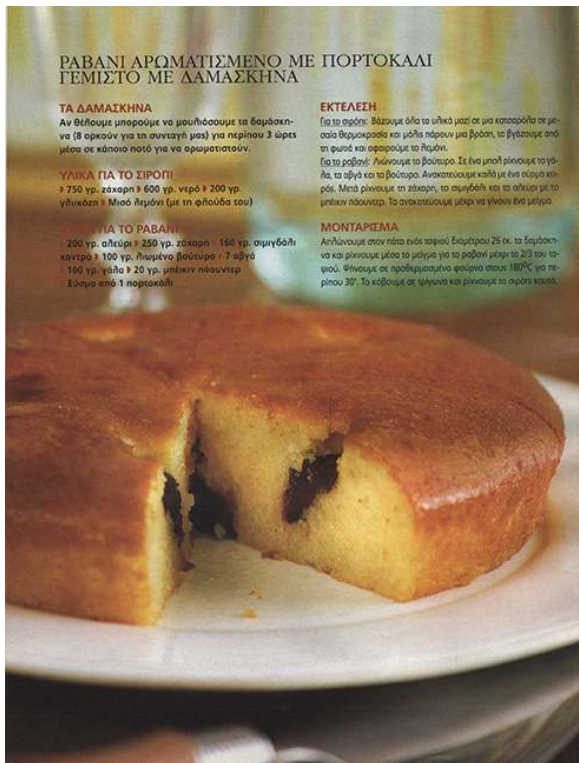 ΡΑΒΑΝΙ ΑΡΩΜΑΤΙΣΜΕΝΟ ΜΕ ΠΟΡΤΟΚΑΛΙ
ΓΕΜΙΣΤΟ ΜΕ ΔΑΜΑΣΚΗΝΑ
ΤΑ ΔΑΜΑΣΚΗΝΑ
Αν θέλουμε μπορούμε να μουλιάσουμε τα δαμάσκη-
να (8 αρκούν για τη συνταγή μας) για περίπου 3 ώρες
μέσα σε κάποιο ποτό για να αρωματιστούν.
ΥΛΙΚΑ ΓΙΑ ΤΟ ΣΙΡΟΠΙ
750 γρ. ζάχαρη 600 γρ. νερό 200 γρ.
γλυκόζη Μισό λεμόνι (με τη φλούδα του)
ΓΙΑ ΤΟ ΡΑΒΑΝΙ
200 γρ. αλεύρι 250 γρ. ζάχαρη 160 γρ. σιμιγδάλι
χοντρό 100 γρ. λιωμένο βούτυρο 7 αβγά
100 γρ. γάλα 20 γρ. μπέικιν πάουντερ
Ξύσμα από 1 πορτοκάλι
ΕΚΤΕΛΕΣΗ
Για το σιρόπι: Βάζουμε όλα τα υλικά μαζί σε μια κατσαρόλα σε με-
σαία θερμοκρασία και μόλις πάρουν μια βράση, το βγάζουμε από
τη φωτιά και αφαιρούμε το λεμόνι.
Για το ραβανί: Λιώνουμε το βούτυρο. Σε ένα μπολ ρίχνουμε το γά-
λα, τα αβγά και το βούτυρο. Ανακατεύουμε καλά με ένα σύρμα χει-
ρός. Μετά ρίχνουμε τη ζάχαρη, το σιμιγδάλι και το αλεύρι με το
μπέικιν πάουντερ. Τα ανακατεύουμε μέχρι να γίνουν ένα μείγμα.
ΜΟΝΤΑΡΙΣΜΑ
Απλώνουμε στον πάτο ενός ταψιού διαμέτρου 26 εκ. τα δαμάσκη-
να και ρίχνουμε μέσα το μείγμα για το ραβανί μέχρι τα 2/3 του τα-
ψιού. Ψήνουμε σε προθερμασμένο φούρνο στους 180°C για πε-
ρίπου 30'. Το κόβουμε σε τρίγωνα και ρίχνουμε το σιρόπι καυτό.